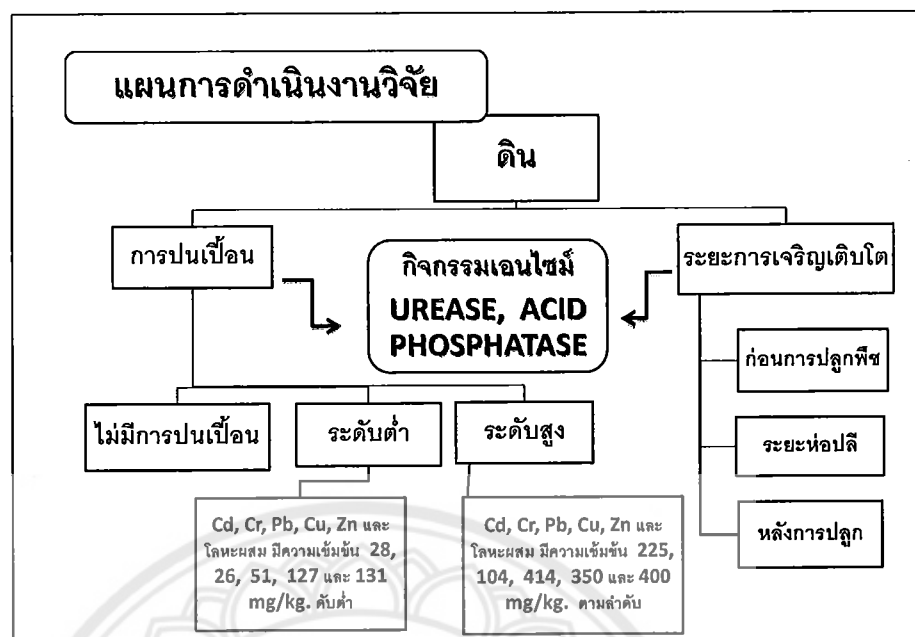 แผนการดำเนินงานวิจัย
ดิน
การปนเปื้อน
กิจกรรมเอนไซม์
UREASE, ACID
PHOSPHATASE
ระยะการเจริญเติบโต
ไม่มีการปนเปื้อน
ระดับต่ำ
ระดับสูง
Cd, Cr, Pb, Cu, Zn และ
โลหะผสม มีความเข้มข้น 28,
26, 51, 127 และ 131
mg/kg. ดับต่ำ
Cd, Cr, Pb, Cu, Zn และ
โลหะผสม มีความเข้มข้น 225,
104, 414, 350 และ 400
mg/kg. ตามลำดับ
ก่อนการปลูกพืช
ระยะห่อปลี
หลังการปลูก